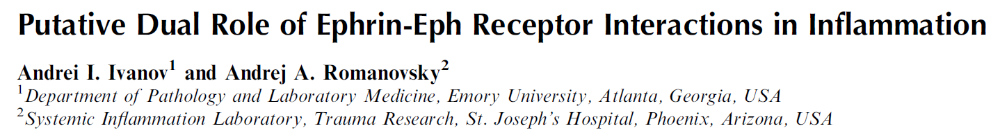 Putative Dual Role of Ephrin-Eph Receptor Interactions in Inflammation
Andrei I. Ivanov1 and Andrej A. Romanovsky2
1Department of Pathology and Laboratory Medicine, Emory University, Atlanta, Georgia, USA
2Systemic Inflammation Laboratory, Trauma Research, St. Joseph’s Hospital, Phoenix, Arizona, USA